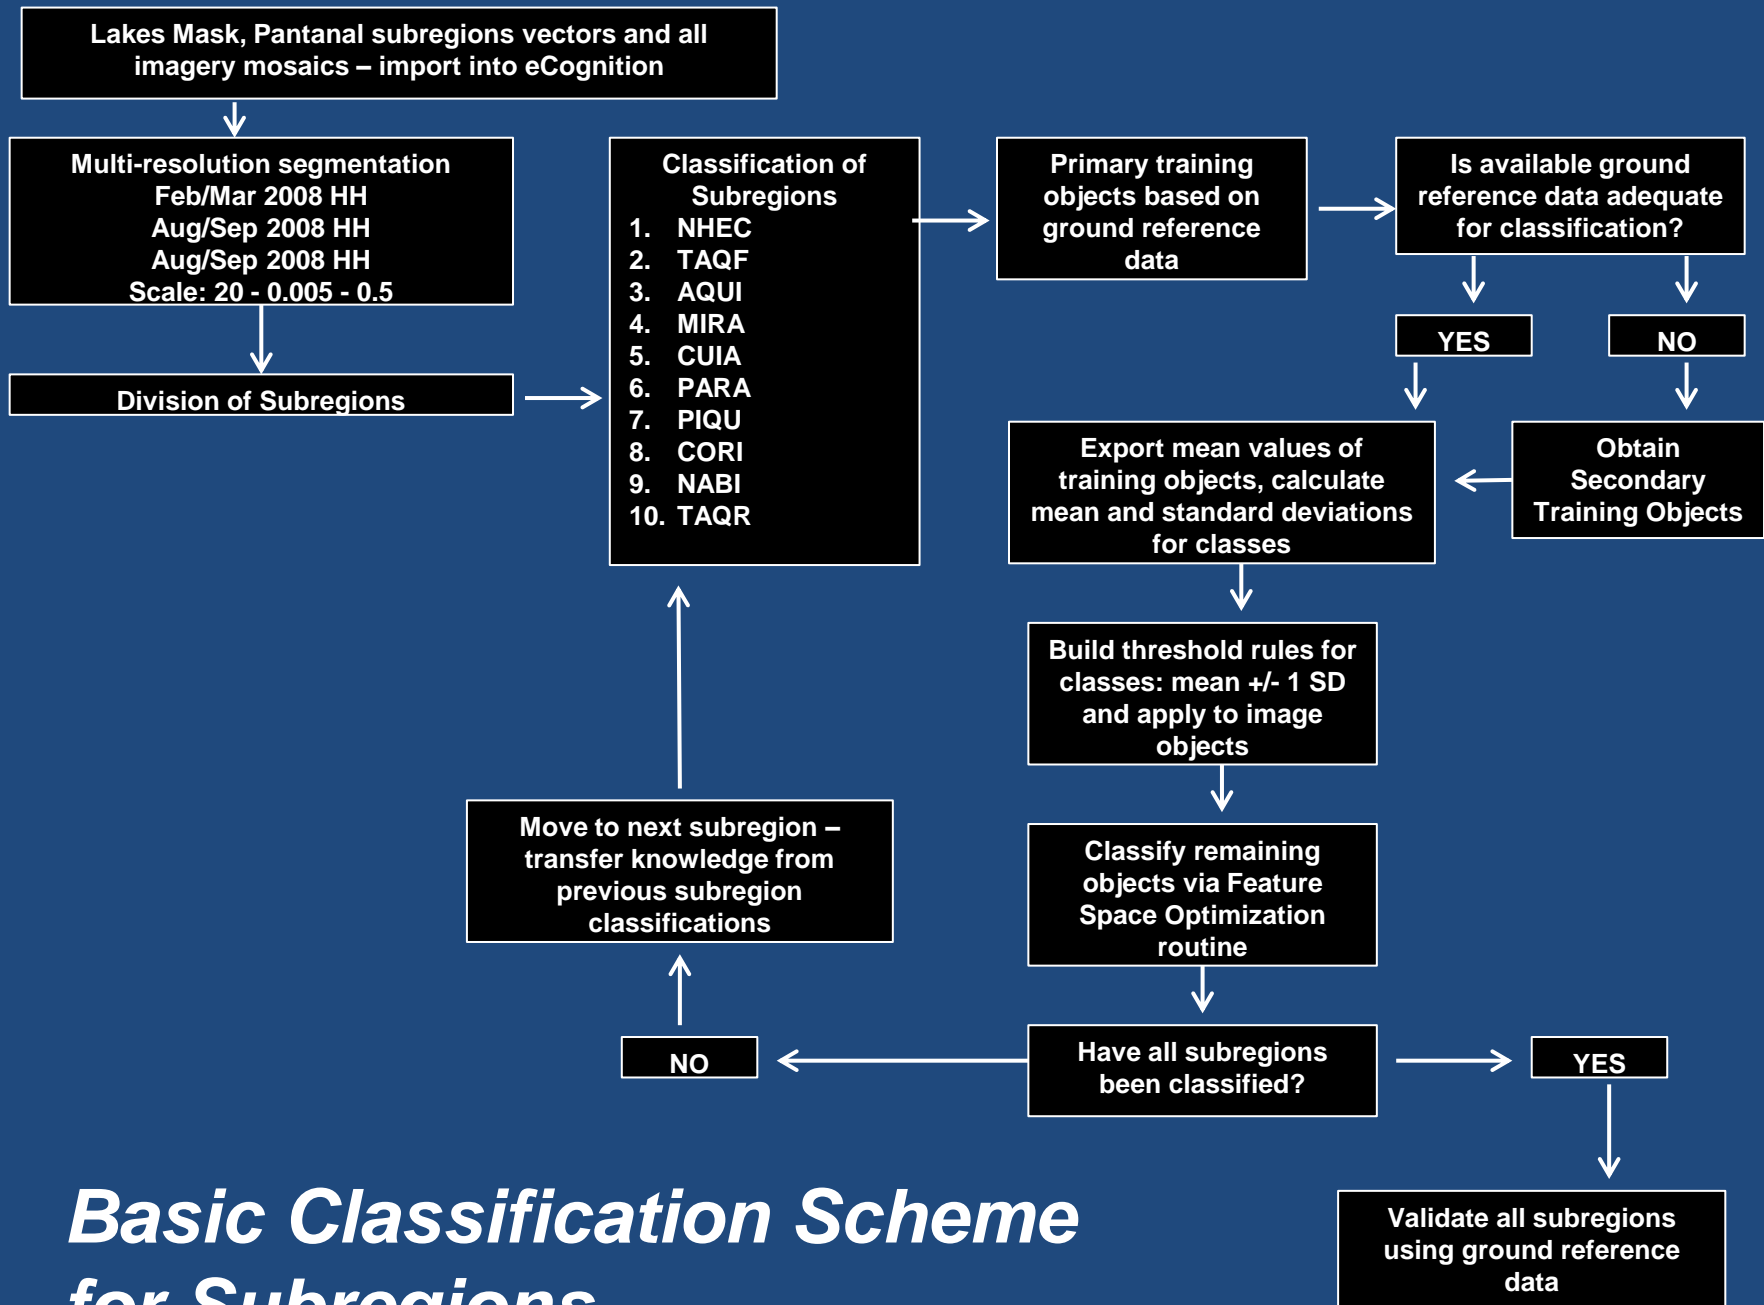 Lakes Mask, Pantanal subregions vectors and all
imagery mosaics – import into eCognition
Multi-resolution segmentation
Feb/Mar 2008 HH
Aug/Sep 2008 HH
Aug/Sep 2008 HH
Scale: 20 - 0.005 - 0.5
Division of Subregions
Classification of
Subregions
1. NHEC
2. TAQF
3. AQUI
4. MIRA
5. CUIA
6. PARA
7. PIQU
8. CORI
9. NABI
10. TAQR
Primary training
objects based on
ground reference
data
Is available ground
reference data adequate
for classification?
YES
NO
Obtain
Secondary
Training Objects
Export mean values of
training objects, calculate
mean and standard deviations
for classes
Build threshold rules for
classes: mean +/- 1 SD
and apply to image
objects
Classify remaining
objects via Feature
Space Optimization
routine
Have all subregions
been classified?
NO
Move to next subregion –
transfer knowledge from
previous subregion
classifications
YES
Validate all subregions
using ground reference
data
Basic Classification Scheme
for Subregions